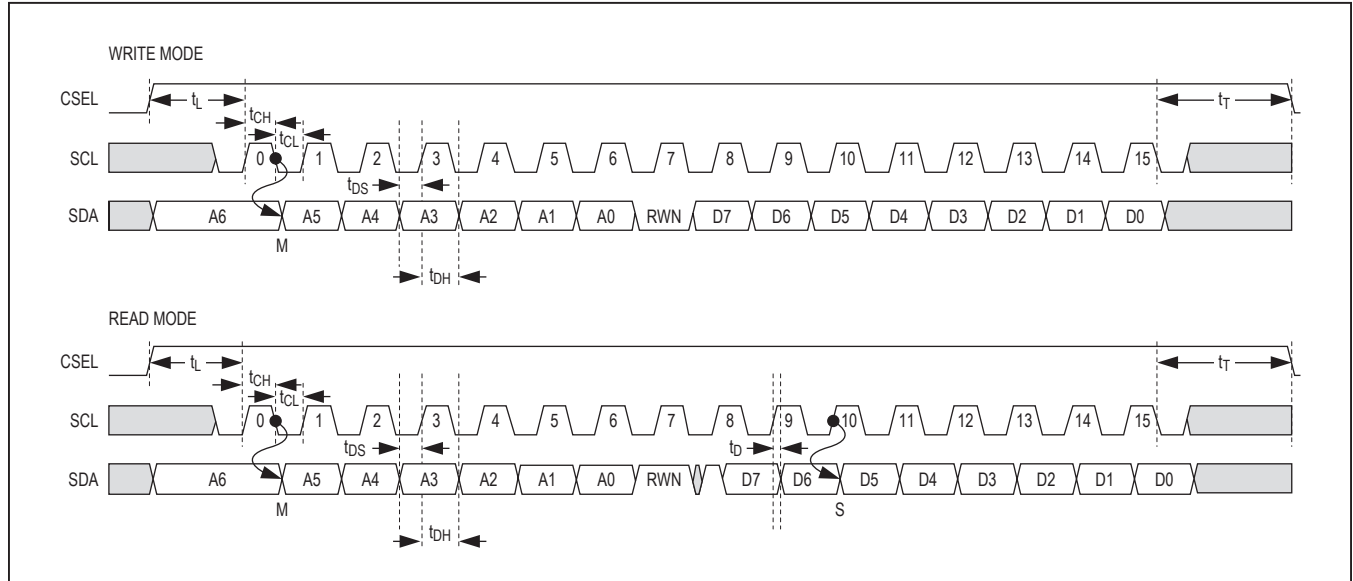 WRITE MODE
CSEL tL tT
tCH
tCL
SCL 0 1 2 3 4 5 6 7 8 9 10 11 12 13 14 15
tDS
SDA A6 A5 A4 A3 A2 A1 A0 RWN D7 D6 D5 D4 D3 D2 D1 D0
M
tDH
READ MODE
CSEL tL tT
tCH
tCL
SCL 0 1 2 3 4 5 6 7 8 9 10 11 12 13 14 15
tDS tD
SDA A6 A5 A4 A3 A2 A1 A0 RWN D7 D6 D5 D4 D3 D2 D1 D0
M S
tDH